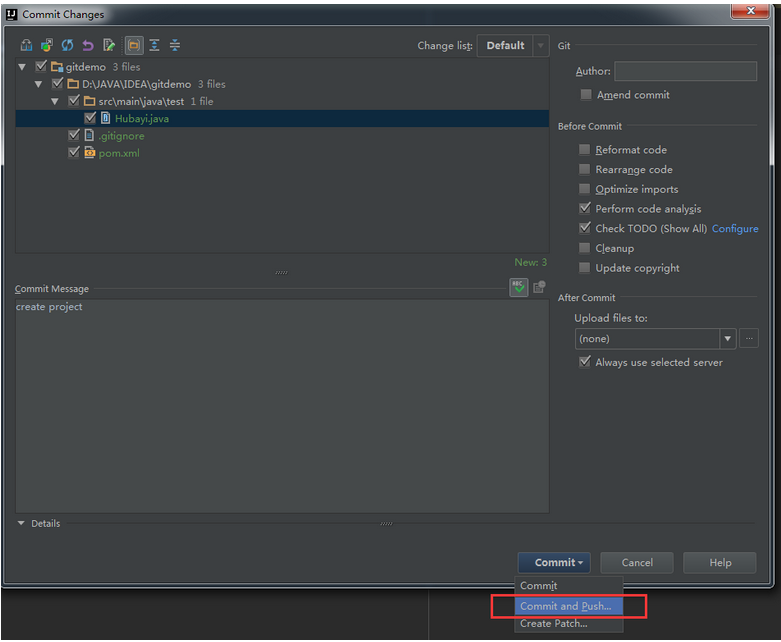 Commit Changes
Change list: Default
gitdemo 3 files
D:\JAVA\IDEA\gitdemo 3 files
src\main\java\test 1 file
Hubayi.java
.gitignore
pom.xml
New: 3
Commit Message
create project
Details
Git
Author:
Amend commit
Before Commit
Reformat code
Rearrange code
Optimize imports
Perform code analysis
Check TODO (Show All) Configure
Cleanup
Update copyright
After Commit
Upload files to:
(none)
...
Always use selected server
Commit
Cancel
Help
Commit
Commit and Push...
Create Patch...